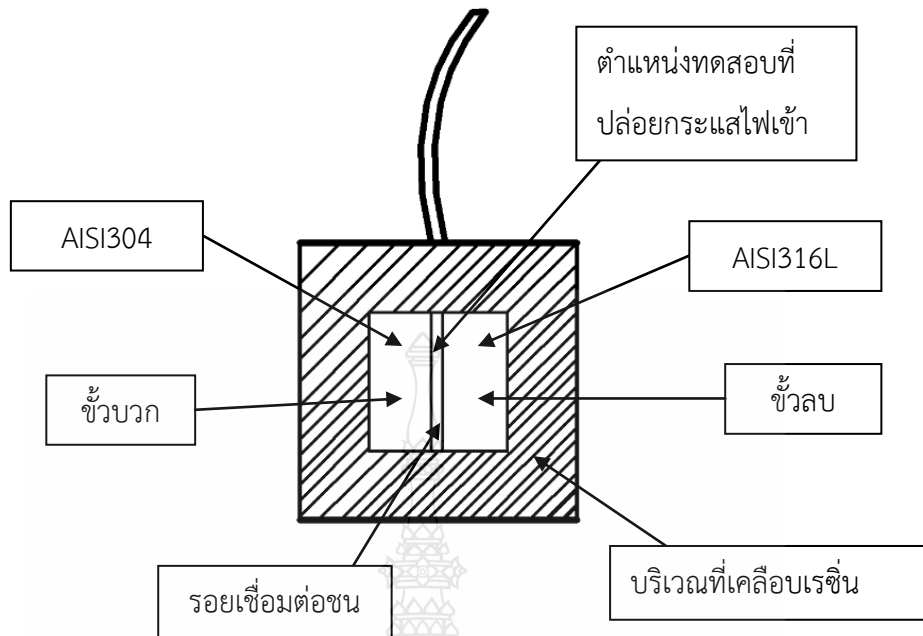 ตำแหน่งทดสอบที่
ปล่อยกระแสไฟเข้า
AISI304
AISI316L
ขั้วบวก
ขั้วลบ
รอยเชื่อมต่อชน
บริเวณที่เคลือบเรซิ่น